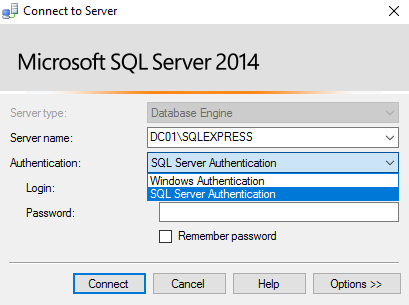 Connect to Server
Microsoft SQL Server 2014
Server type: Database Engine
Server name: DC01\SQLEXPRESS
Authentication: SQL Server Authentication
Windows Authentication
Login: SQL Server Authentication
Password:
Remember password
Connect Cancel Help Options >>